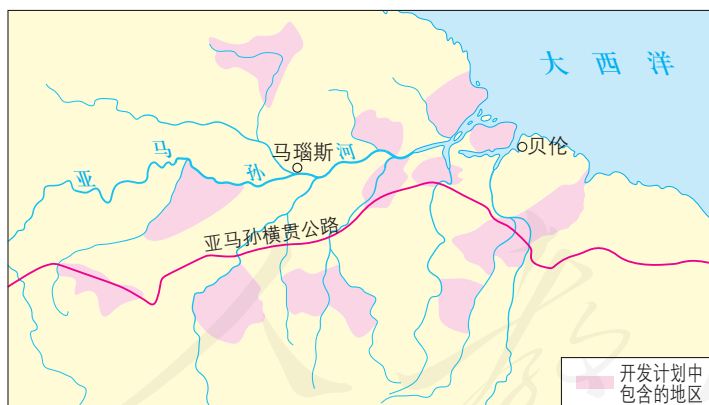 大西洋
马瑙斯
贝伦
亚马孙河
亚马孙横贯公路
开发计划中
包含的地区